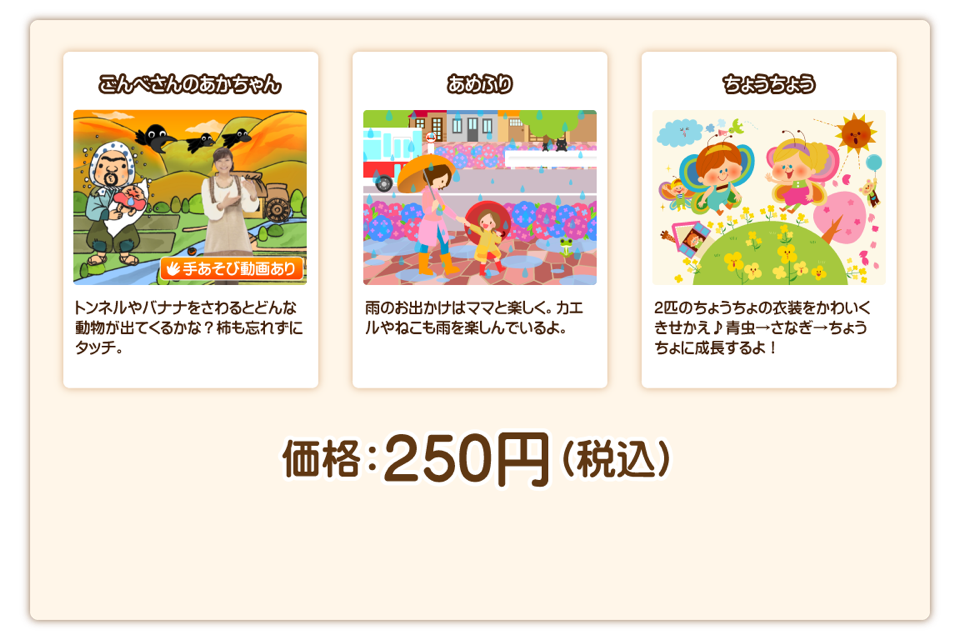 ごんべさんのあかちゃん
手あそび動画あり
トンネルやバナナをさわるとどんな
動物が出てくるかな？柿も忘れずに
タッチ。
あめふり
雨のお出かけはママと楽しく。カエ
ルやねこも雨を楽しんでいるよ。
ちょうちょう
2匹のちょうちょの衣装をかわいく
きせかえ♪青虫→さなぎ→ちょう
ちょに成長するよ！
価格：250円（税込）